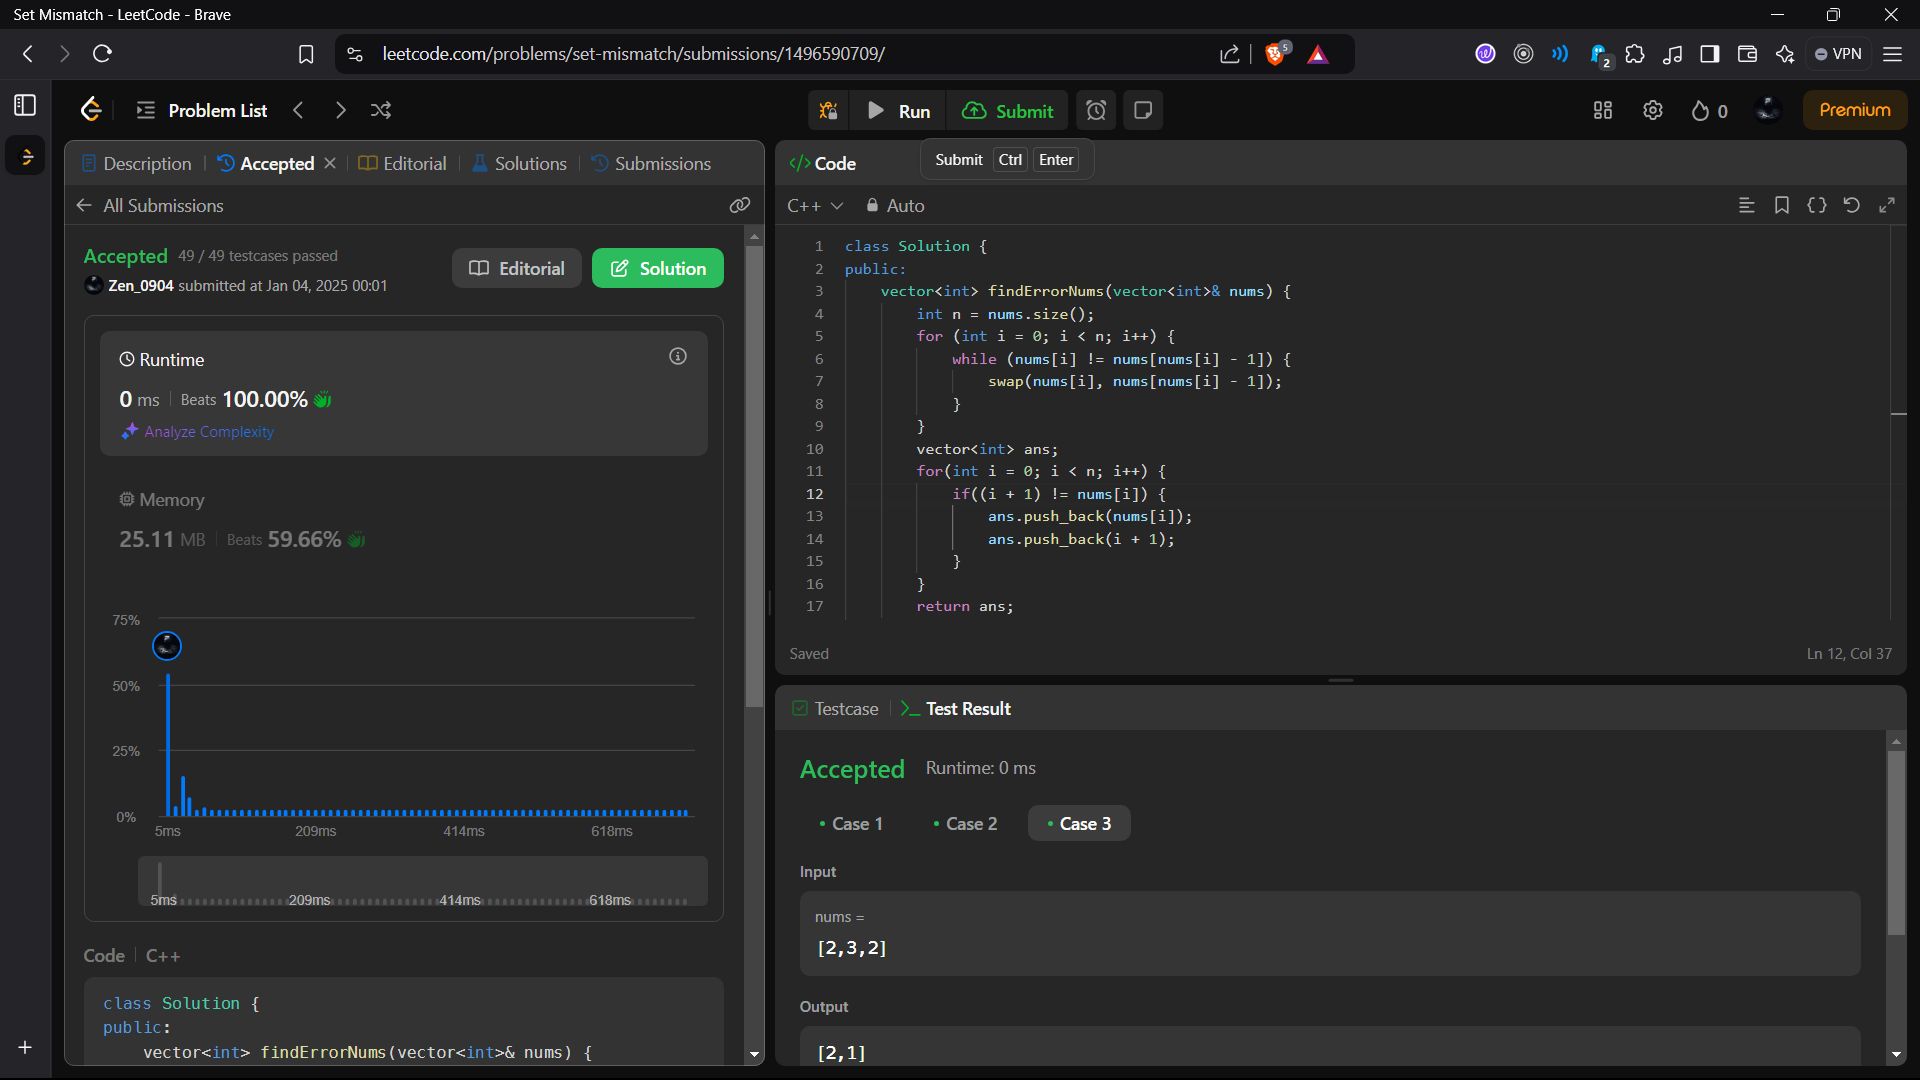 Set Mismatch - LeetCode - Brave
leetcode.com/problems/set-mismatch/submissions/1496590709/
5
2
VPN
Problem List
Run
Submit
0
Premium
Description
Accepted
Editorial
Solutions
Submissions
All Submissions
Accepted 49 / 49 testcases passed
Zen_0904 submitted at Jan 04, 2025 00:01
Editorial
Solution
Runtime
0 ms Beats 100.00%
Analyze Complexity
Memory
25.11 MB Beats 59.66%
75%
50%
25%
0%
5ms 209ms 414ms 618ms
5ms 209ms 414ms 618ms
Code C++
class Solution {
public:
vector<int> findErrorNums(vector<int>& nums) {
</>Code
Submit Ctrl Enter
C++ Auto
1 class Solution {
2 public:
3 vector<int> findErrorNums(vector<int>& nums) {
4 int n = nums.size();
5 for (int i = 0; i < n; i++) {
6 while (nums[i] != nums[nums[i] - 1]) {
7 swap(nums[i], nums[nums[i] - 1]);
8 }
9 }
10 vector<int> ans;
11 for(int i = 0; i < n; i++) {
12 if((i + 1) != nums[i]) {
13 ans.push_back(nums[i]);
14 ans.push_back(i + 1);
15 }
16 }
17 return ans;
Saved
Ln 12, Col 37
Testcase
Test Result
Accepted Runtime: 0 ms
Case 1
Case 2
Case 3
Input
nums =
[2,3,2]
Output
[2,1]